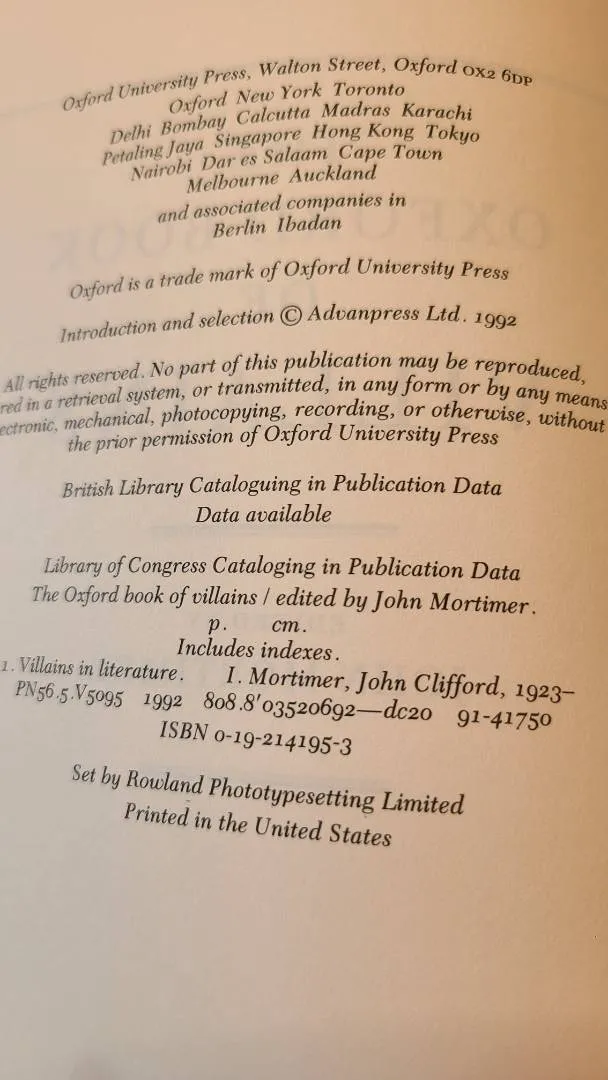 Oxford University Press, Walton Street, Oxford OX2 6DP
Oxford New York Toronto
Delhi Bombay Calcutta Madras Karachi
Petaling Jaya Singapore Hong Kong Tokyo
Nairobi Dar es Salaam Cape Town
Melbourne Auckland
and associated companies in
Berlin Ibadan
Oxford is a trade mark of Oxford University Press
Introduction and selection © Advanpress Ltd. 1992
All rights reserved. No part of this publication may be reproduced,
red in a retrieval system, or transmitted, in any form or by any means
ectronic, mechanical, photocopying, recording, or otherwise, without
the prior permission of Oxford University Press
British Library Cataloguing in Publication Data
Data available
Library of Congress Cataloging in Publication Data
The Oxford book of villains / edited by John Mortimer.
p. cm.
Includes indexes.
1. Villains in literature. I. Mortimer, John Clifford, 1923–
PN56.5.V5095 1992 808.8'03520692—dc20 91-41750
ISBN 0-19-214195-3
Set by Rowland Phototypesetting Limited
Printed in the United States